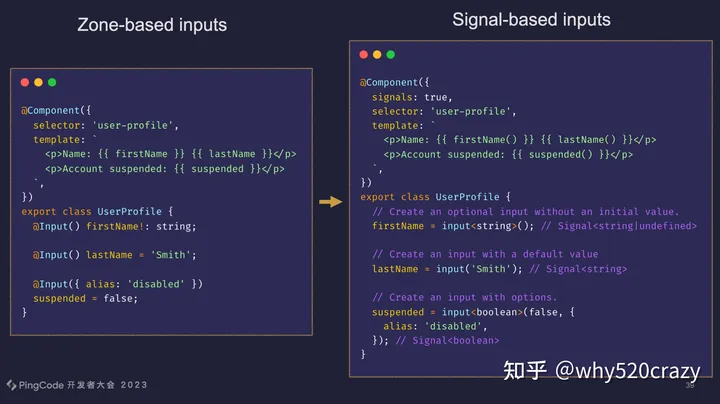 Zone-based inputs
@Component({
  selector: 'user-profile',
  template: `
    <p>Name: {{ firstName }} {{ lastName }}</p>
    <p>Account suspended: {{ suspended }}</p>
  `,
})
export class UserProfile {
  @Input() firstName!: string;
  @Input() lastName = 'Smith';
  @Input({ alias: 'disabled' })
  suspended = false;
}
Signal-based inputs
@Component({
  signals: true,
  selector: 'user-profile',
  template: `
    <p>Name: {{ firstName() }} {{ lastName() }}</p>
    <p>Account suspended: {{ suspended() }}</p>
  `,
})
export class UserProfile {
  // Create an optional input without an initial value.
  firstName = input<string>(); // Signal<string|undefined>
  // Create an input with a default value
  lastName = input('Smith'); // Signal<string>
  // Create an input with options.
  suspended = input<boolean>(false, {
    alias: 'disabled',
  }); // Signal<boolean>
}
PingCode 开发者大会 2023
知乎 @why520crazy